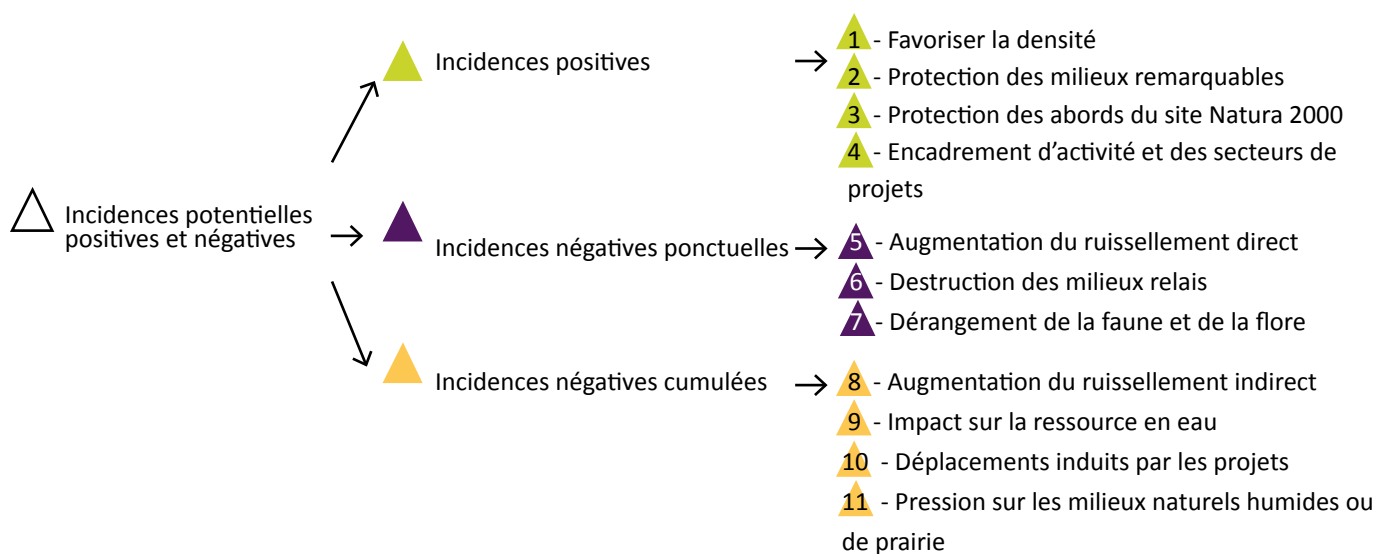 Incidences potentielles
positives et négatives
Incidences positives
1 - Favoriser la densité
2 - Protection des milieux remarquables
3 - Protection des abords du site Natura 2000
4 - Encadrement d’activité et des secteurs de
projets
Incidences négatives ponctuelles
5 - Augmentation du ruissellement direct
6 - Destruction des milieux relais
7 - Dérangement de la faune et de la flore
Incidences négatives cumulées
8 - Augmentation du ruissellement indirect
9 - Impact sur la ressource en eau
10 - Déplacements induits par les projets
11 - Pression sur les milieux naturels humides ou
de prairie